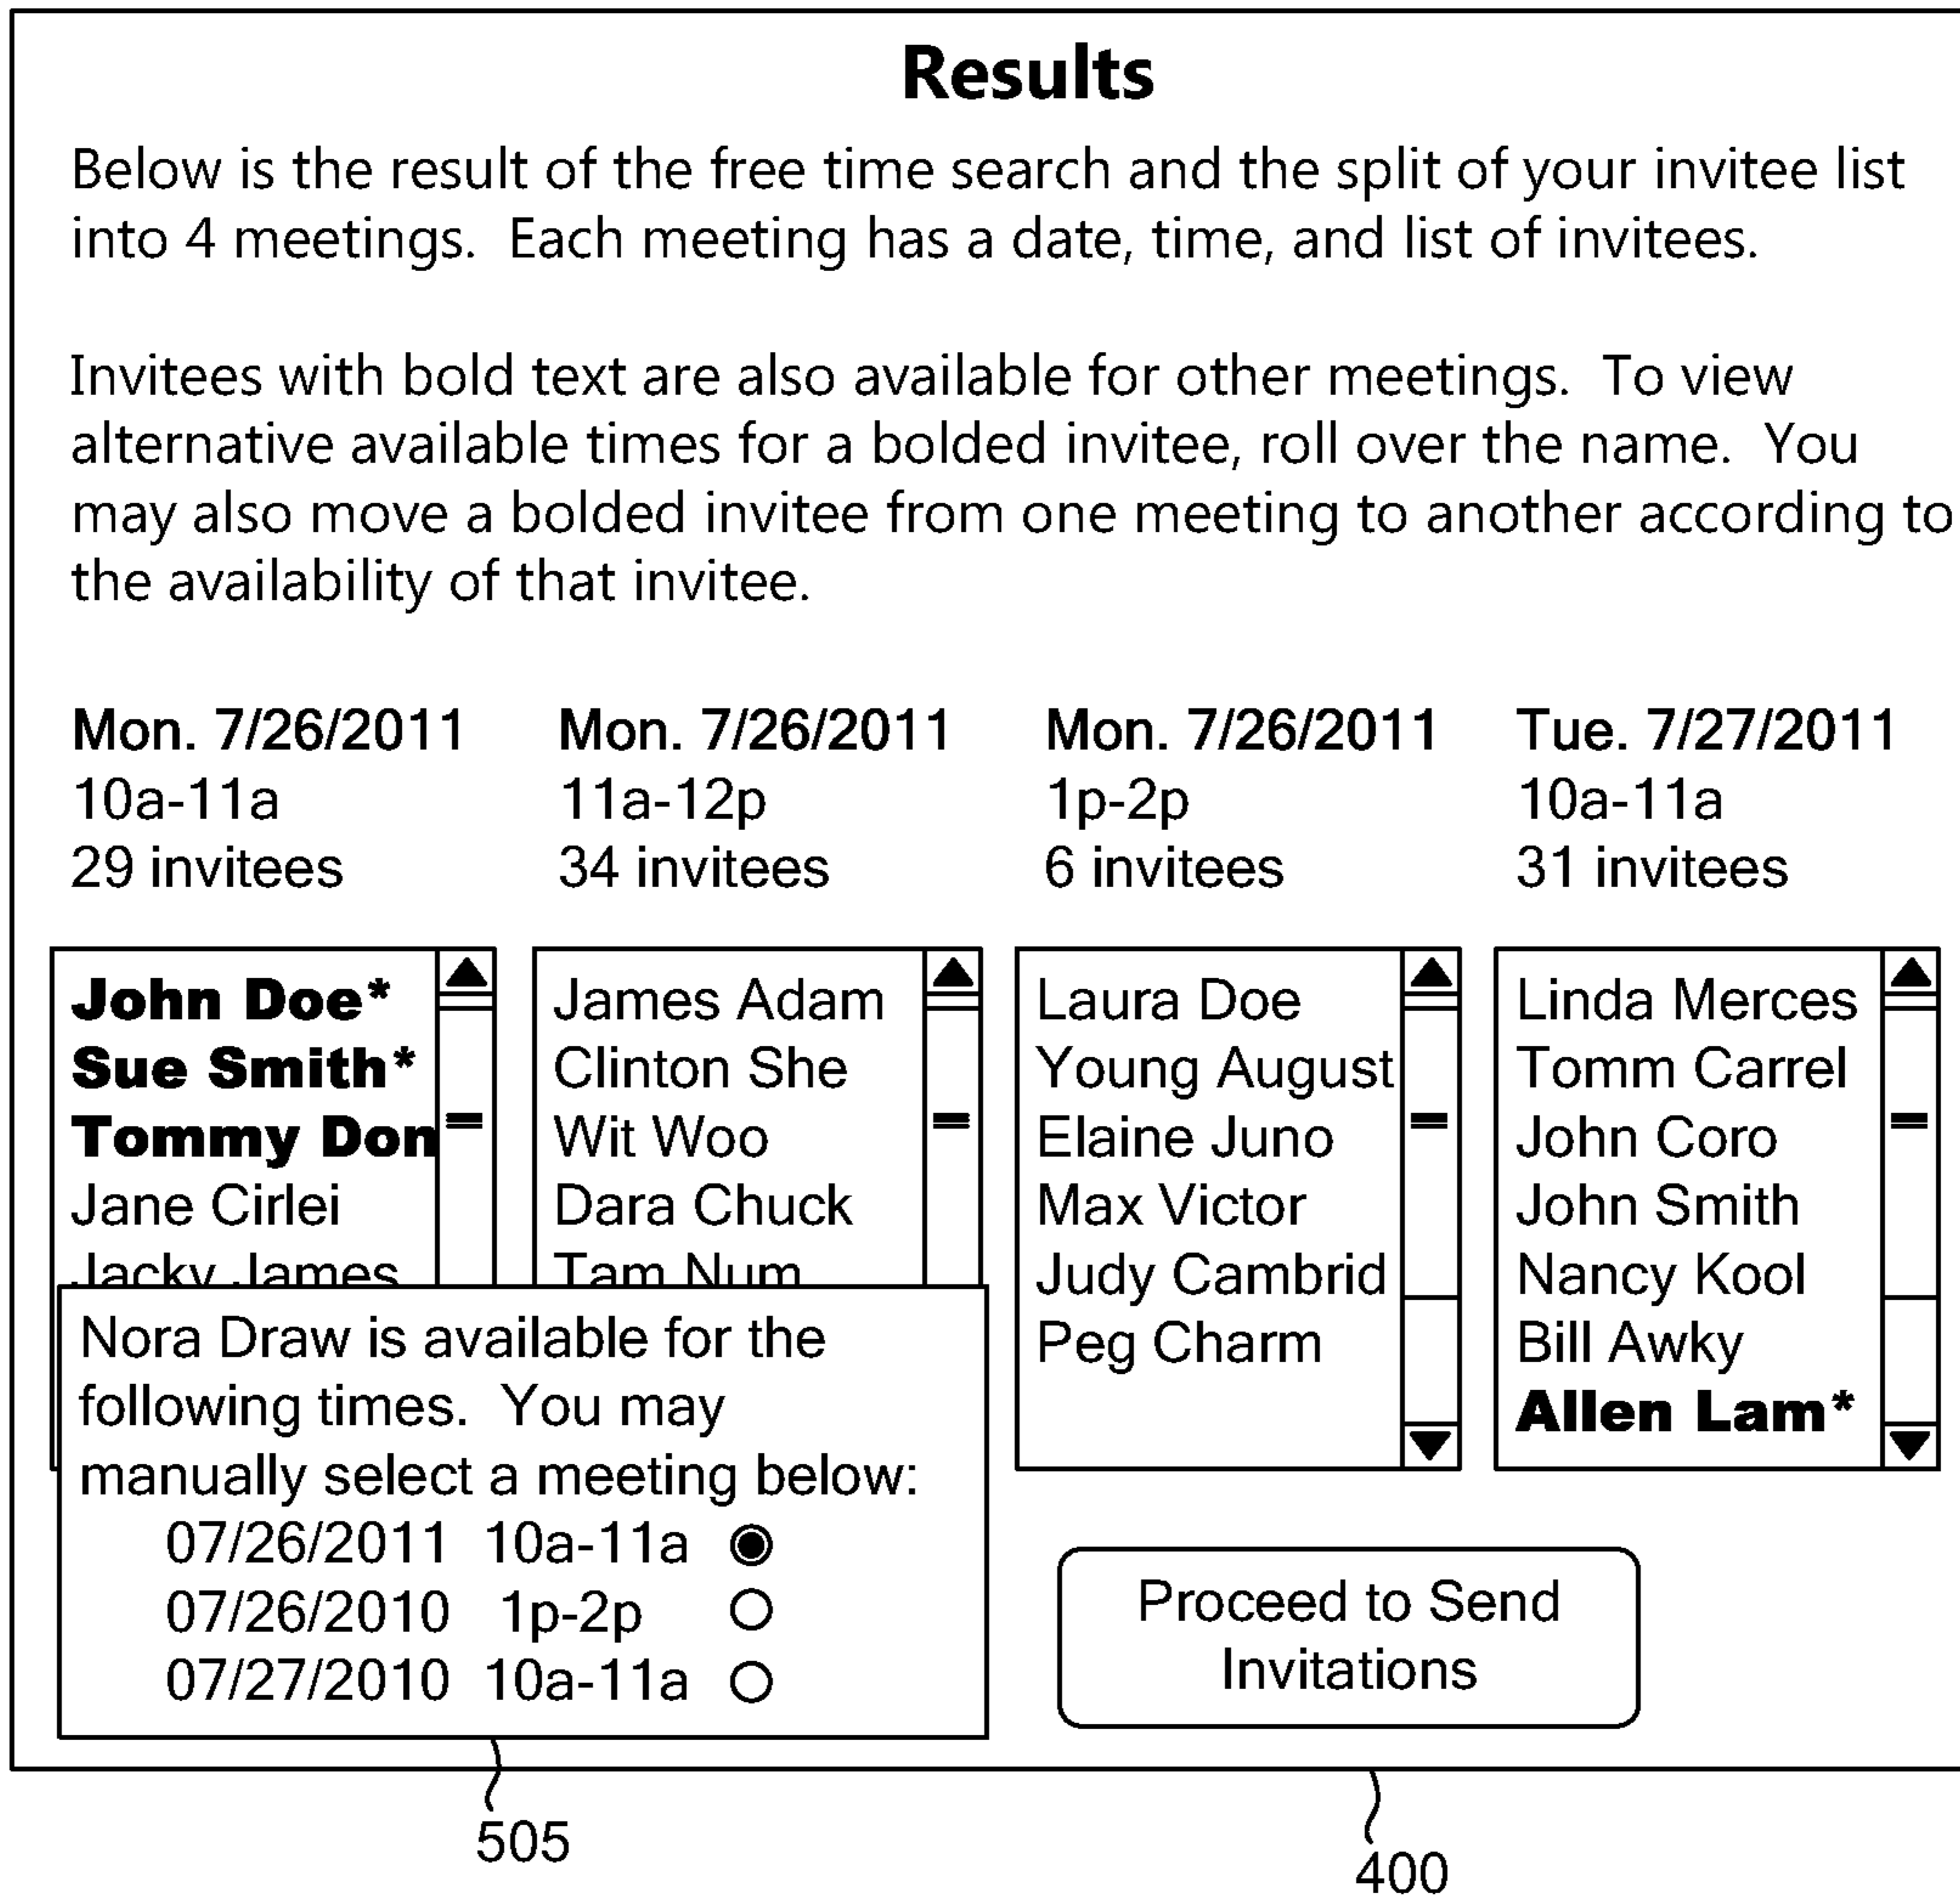 Results
Below is the result of the free time search and the split of your invitee list
into 4 meetings.  Each meeting has a date, time, and list of invitees.
Invitees with bold text are also available for other meetings.  To view
alternative available times for a bolded invitee, roll over the name.  You
may also move a bolded invitee from one meeting to another according to
the availability of that invitee.
Mon. 7/26/2011
10a-11a
29 invitees
John Doe*
Sue Smith*
Tommy Don
Jane Cirlei
Jacky James
Mon. 7/26/2011
11a-12p
34 invitees
James Adam
Clinton She
Wit Woo
Dara Chuck
Tam Num
Mon. 7/26/2011
1p-2p
6 invitees
Laura Doe
Young August
Elaine Juno
Max Victor
Judy Cambrid
Peg Charm
Tue. 7/27/2011
10a-11a
31 invitees
Linda Merces
Tomm Carrel
John Coro
John Smith
Nancy Kool
Bill Awky
Allen Lam*
Nora Draw is available for the
following times.  You may
manually select a meeting below:
07/26/2011 10a-11a
07/26/2010 1p-2p
07/27/2010 10a-11a
Proceed to Send
Invitations
505
400